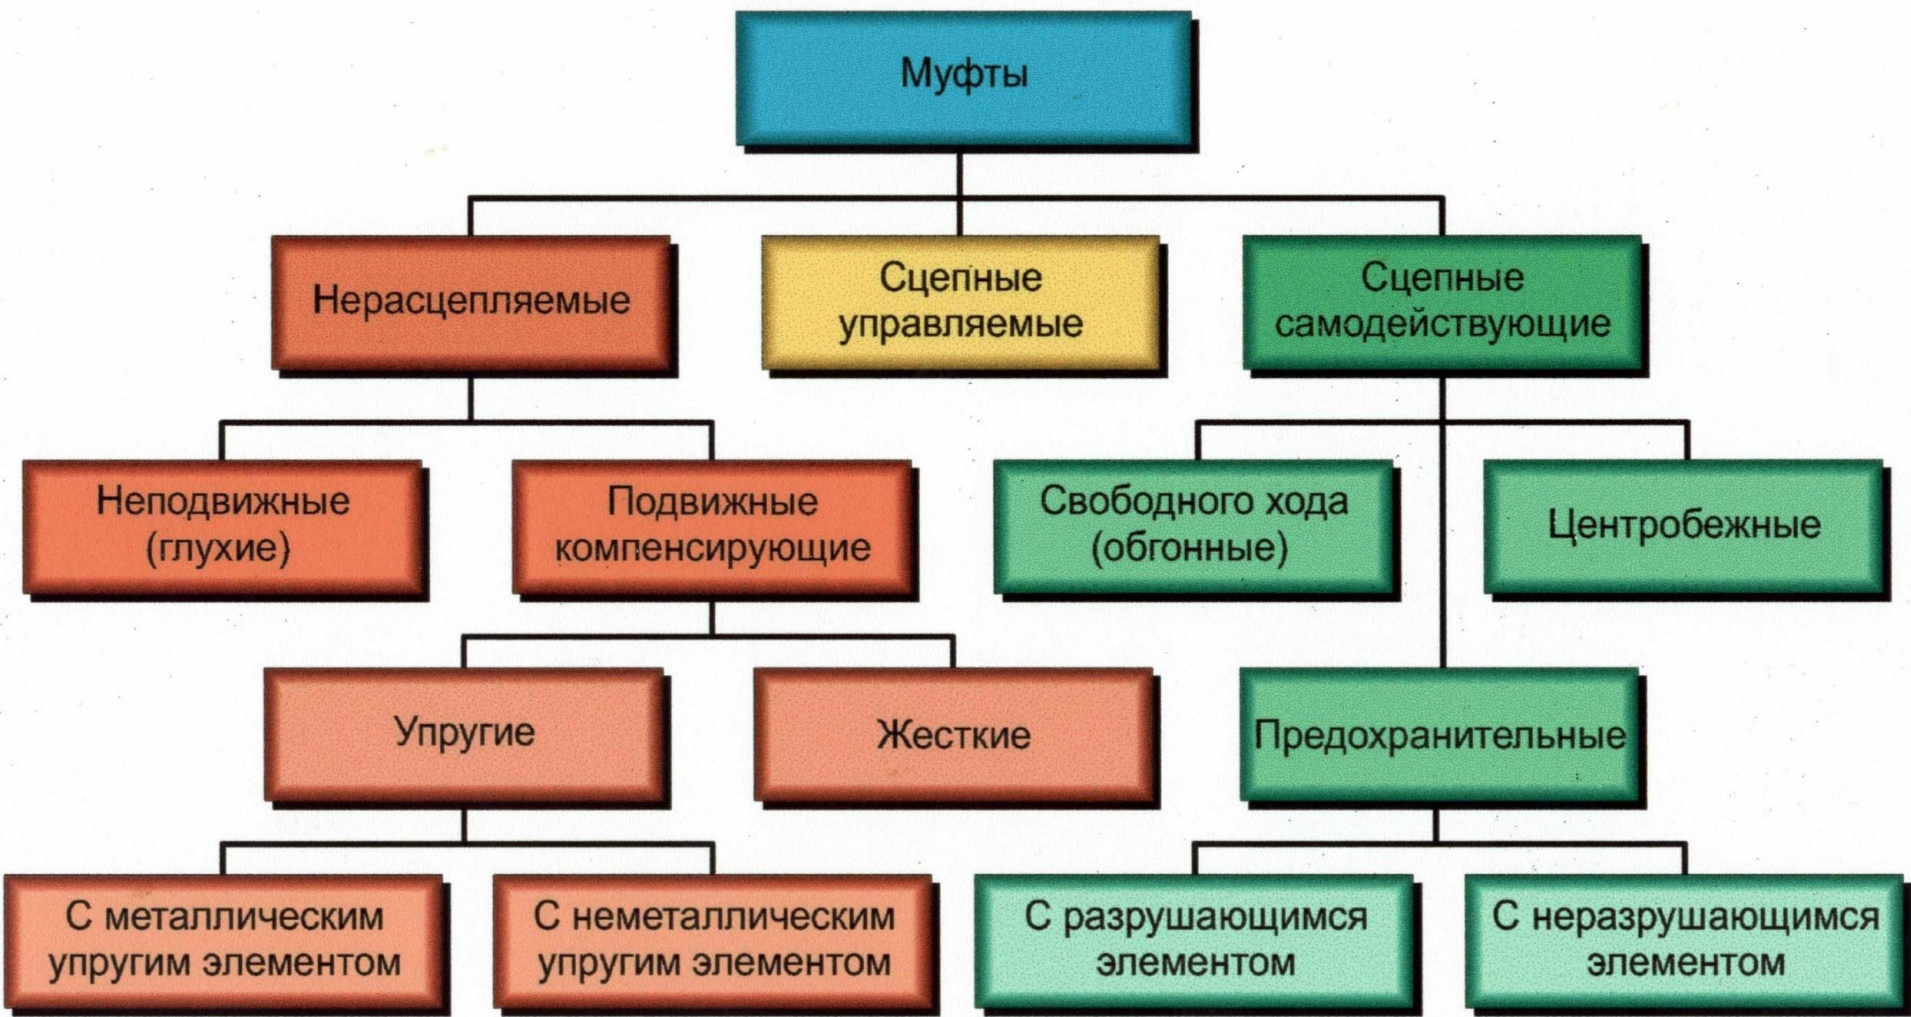 Муфты
Нерасцепляемые
Сцепные
управляемые
Сцепные
самодействующие
Неподвижные
(глухие)
Подвижные
компенсирующие
Свободного хода
(обгонные)
Центробежные
Упругие
Жесткие
Предохранительные
С металлическим
упругим элементом
С неметаллическим
упругим элементом
С разрушающимся
элементом
С неразрушающимся
элементом